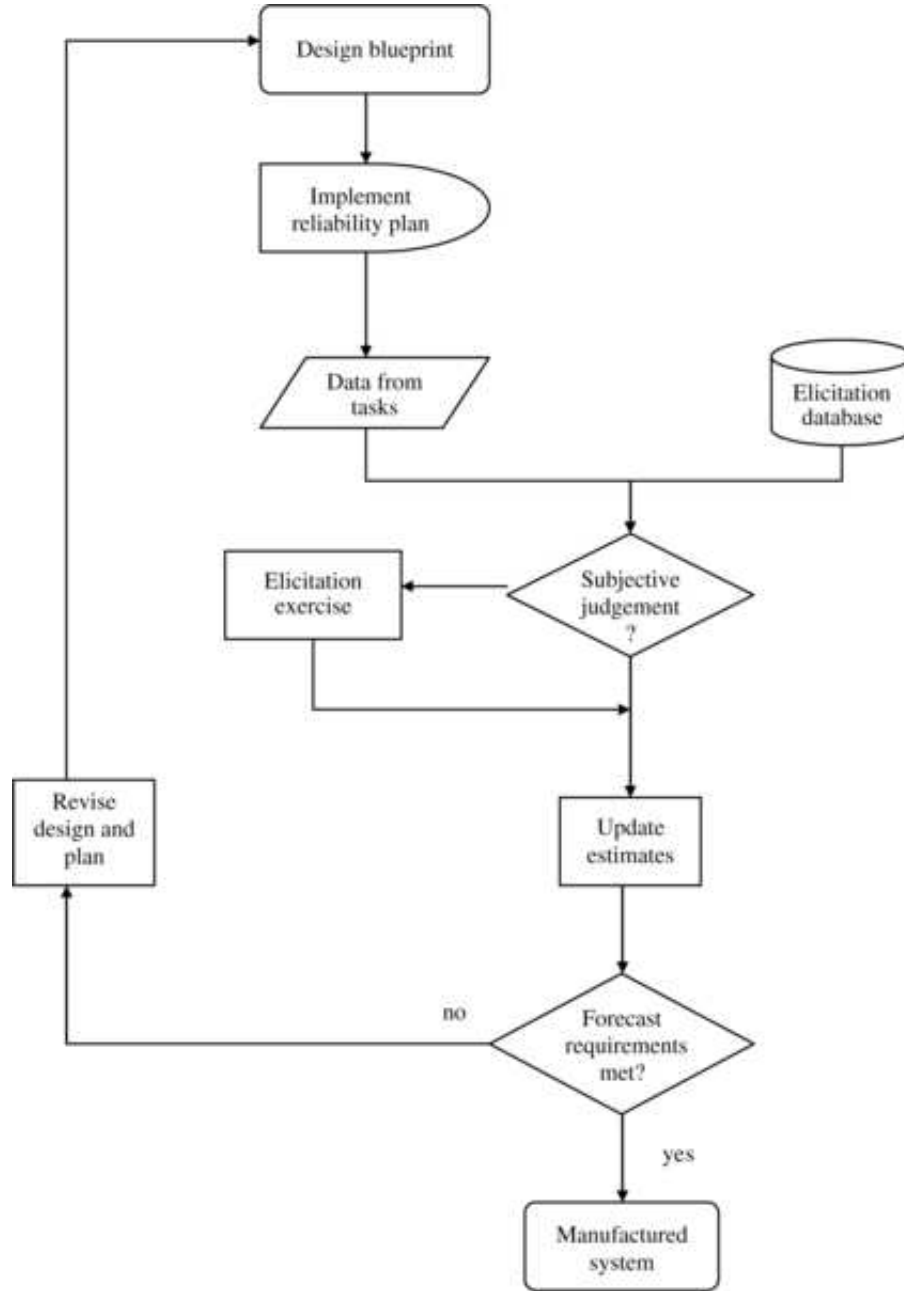 Design blueprint
Implement
reliability plan
Data from
tasks
Elicitation
database
Subjective
judgement
?
Elicitation
exercise
Revise
design and
plan
Update
estimates
no
Forecast
requirements
met?
yes
Manufactured
system